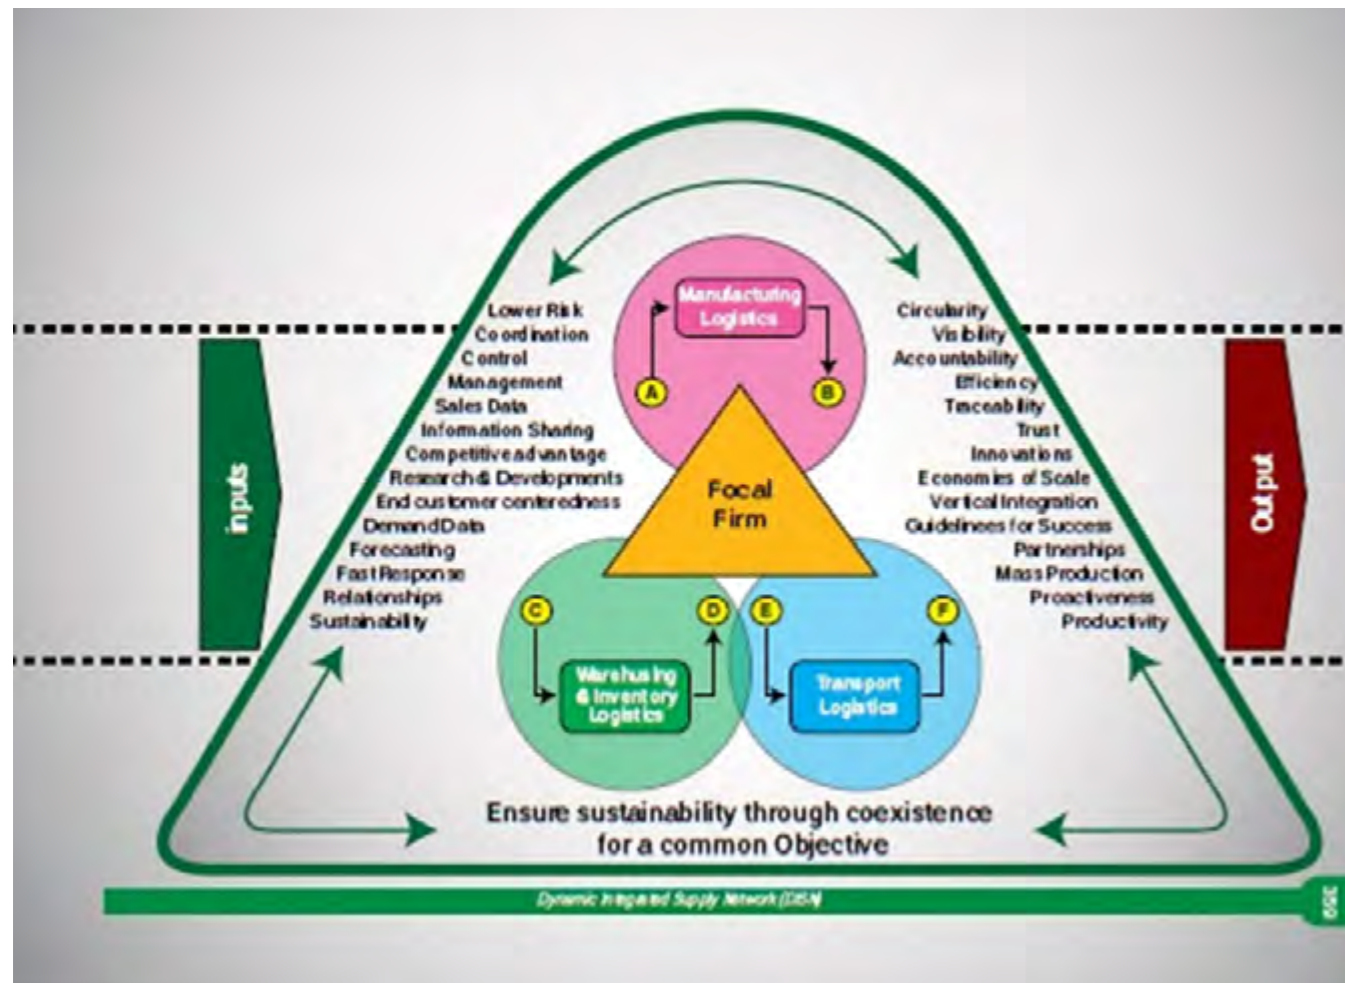 Lower Risk
Coordination
Control
Management
Sales Data
Information Sharing
Competitive advantage
Research & Developments
End customer centeredness
Demand Data
Forecasting
Fast Response
Relationships
Sustainability
inputs
Manufacturing
Logistics
A
B
Focal
Firm
C
D
E
F
Warehusing
& Inventory
Logistics
Transport
Logistics
Circularity
Visibility
Accountability
Efficiency
Traceability
Trust
Innovations
Economies of Scale
Vertical Integration
Guidelinees for Success
Partnerships
Mass Production
Proactiveness
Productivity
Output
Ensure sustainability through coexistence
for a common Objective
Dynamic Integrated Supply Network (DISN)
359